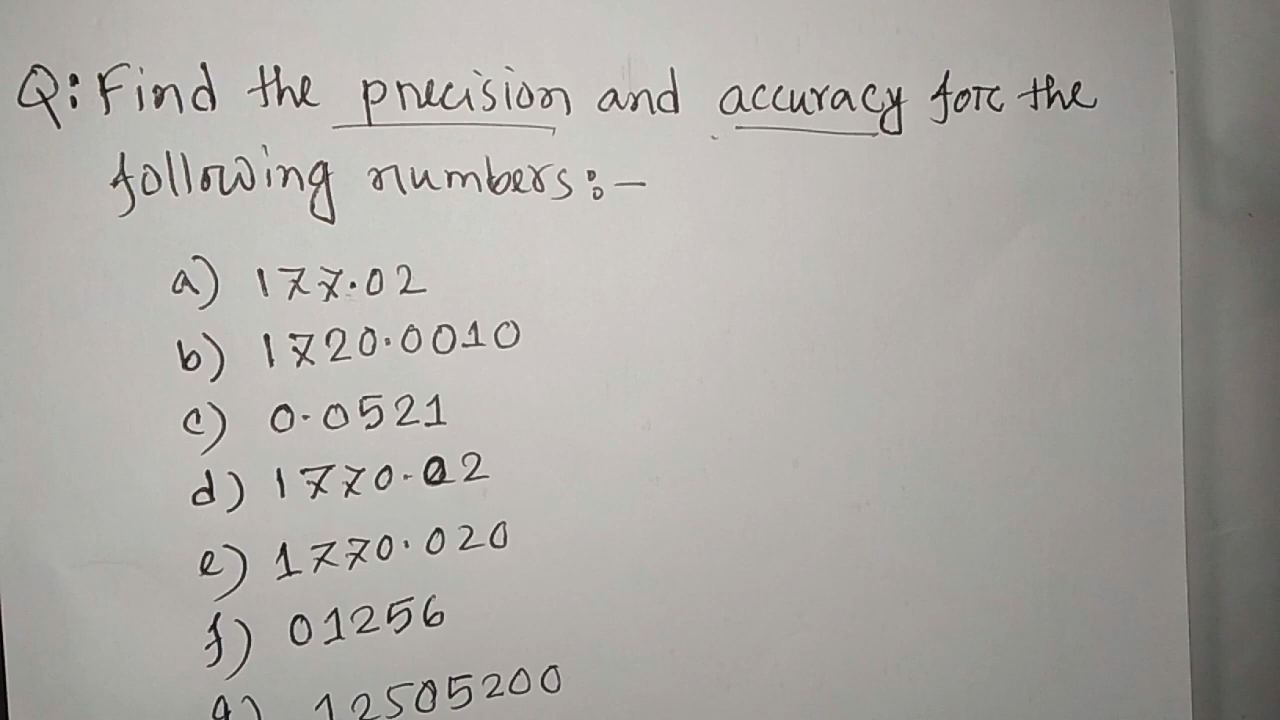 Q: Find the precision and accuracy for the
following numbers:-
a) 177.02
b) 1720.0010
c) 0.0521
d) 1770.02
e) 1770.020
f) 01256
g) 12505200